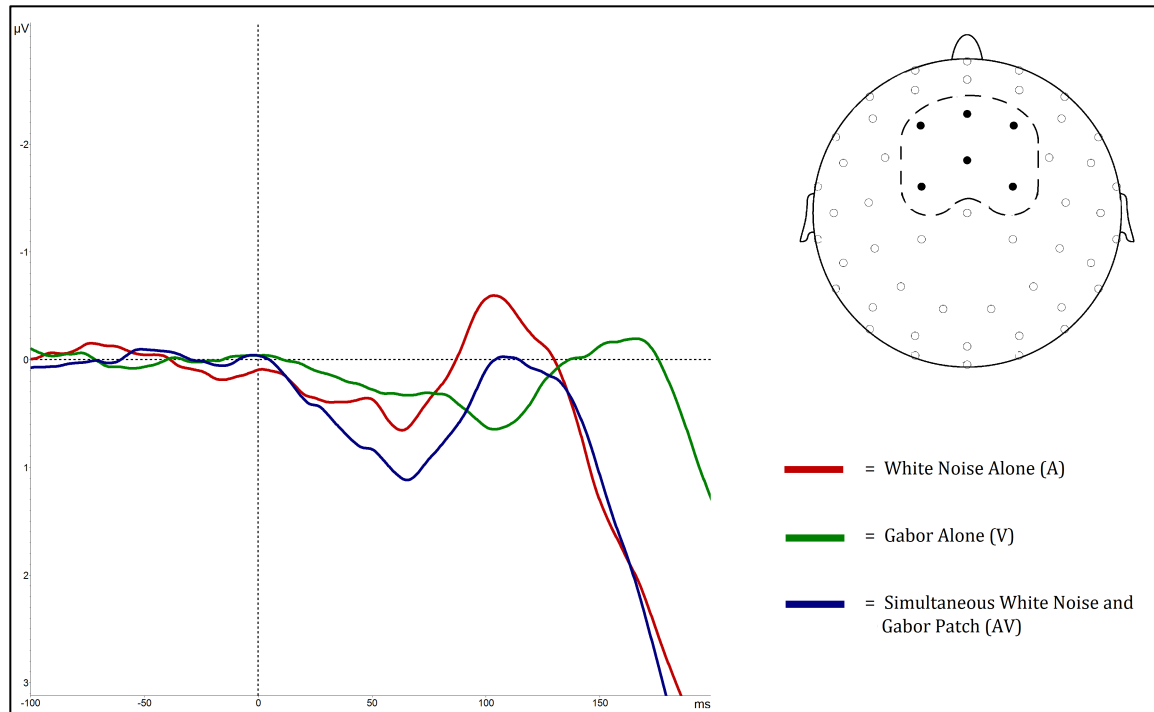 µV
-2
-1
0
1
2
3
-100
-50
0
50
100
150
ms
= White Noise Alone (A)
= Gabor Alone (V)
= Simultaneous White Noise and
Gabor Patch (AV)